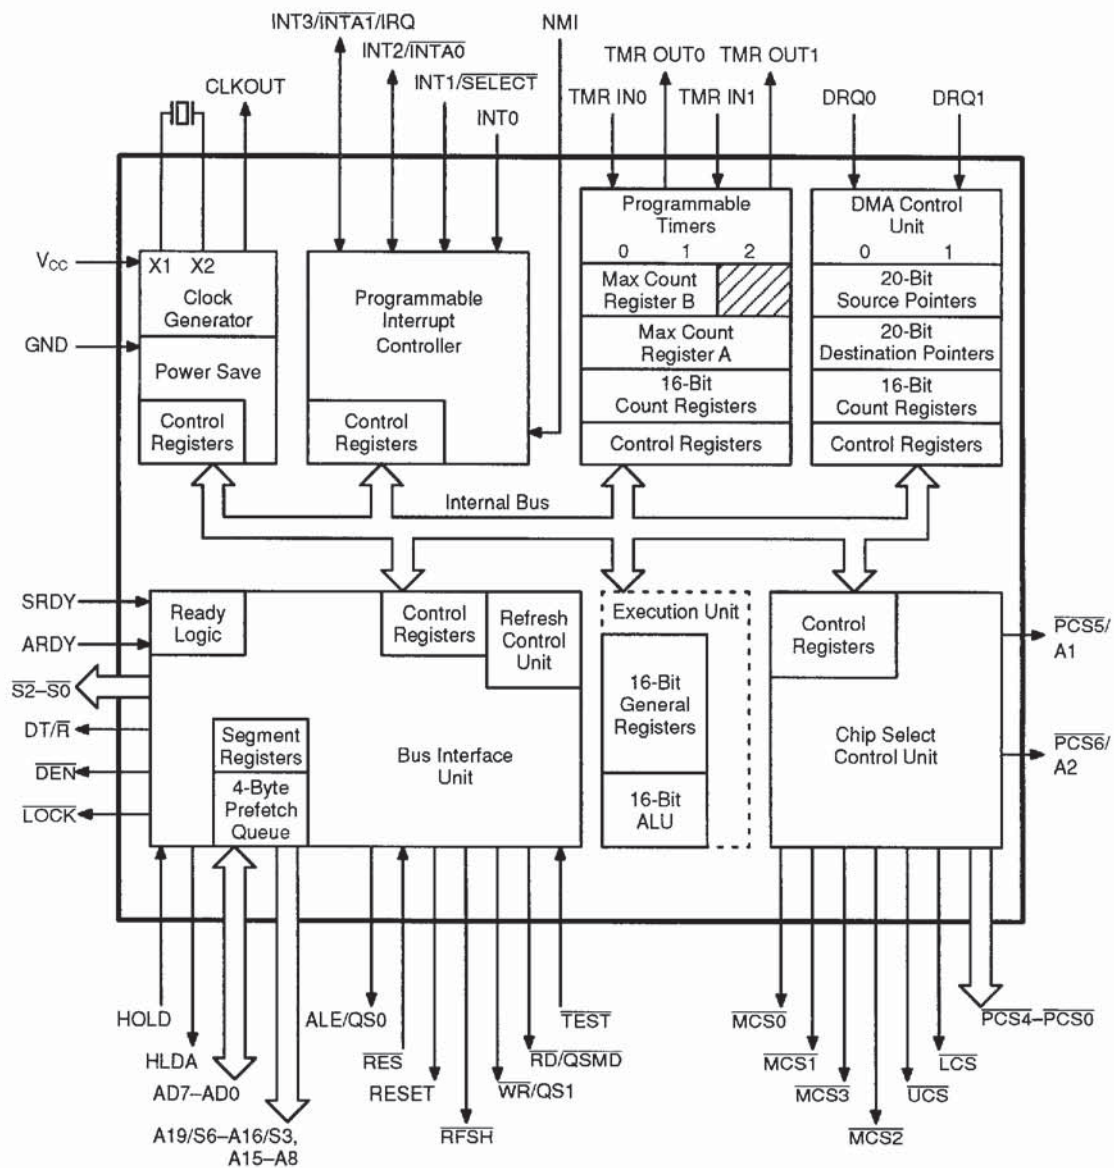 INT3/INTA1/IRQ
NMI
INT2/INTA0
TMR OUT0
TMR OUT1
INT1/SELECT
CLKOUT
TMR IN0
TMR IN1
DRQ0
DRQ1
INT0
Programmable
Timers
0 1 2
DMA Control
Unit
0 1
VCC
X1 X2
Clock
Generator
Programmable
Interrupt
Controller
Max Count
Register B
20-Bit
Source Pointers
GND
Power Save
Max Count
Register A
20-Bit
Destination Pointers
16-Bit
Count Registers
16-Bit
Count Registers
Control
Registers
Control
Registers
Control Registers
Control Registers
Internal Bus
SRDY
ARDY
Ready
Logic
Control
Registers
Refresh
Control
Unit
Execution Unit
Control
Registers
PCS5/
A1
S2–S0
16-Bit
General
Registers
DT/R
Segment
Registers
Bus Interface
Unit
Chip Select
Control Unit
PCS6/
A2
DEN
4-Byte
Prefetch
Queue
16-Bit
ALU
LOCK
HOLD
ALE/QS0
TEST
MCS0
PCS4–PCS0
HLDA
RES
RD/QSMD
MCS1
LCS
AD7–AD0
RESET
WR/QS1
MCS3
UCS
A19/S6–A16/S3,
A15–A8
RFSH
MCS2